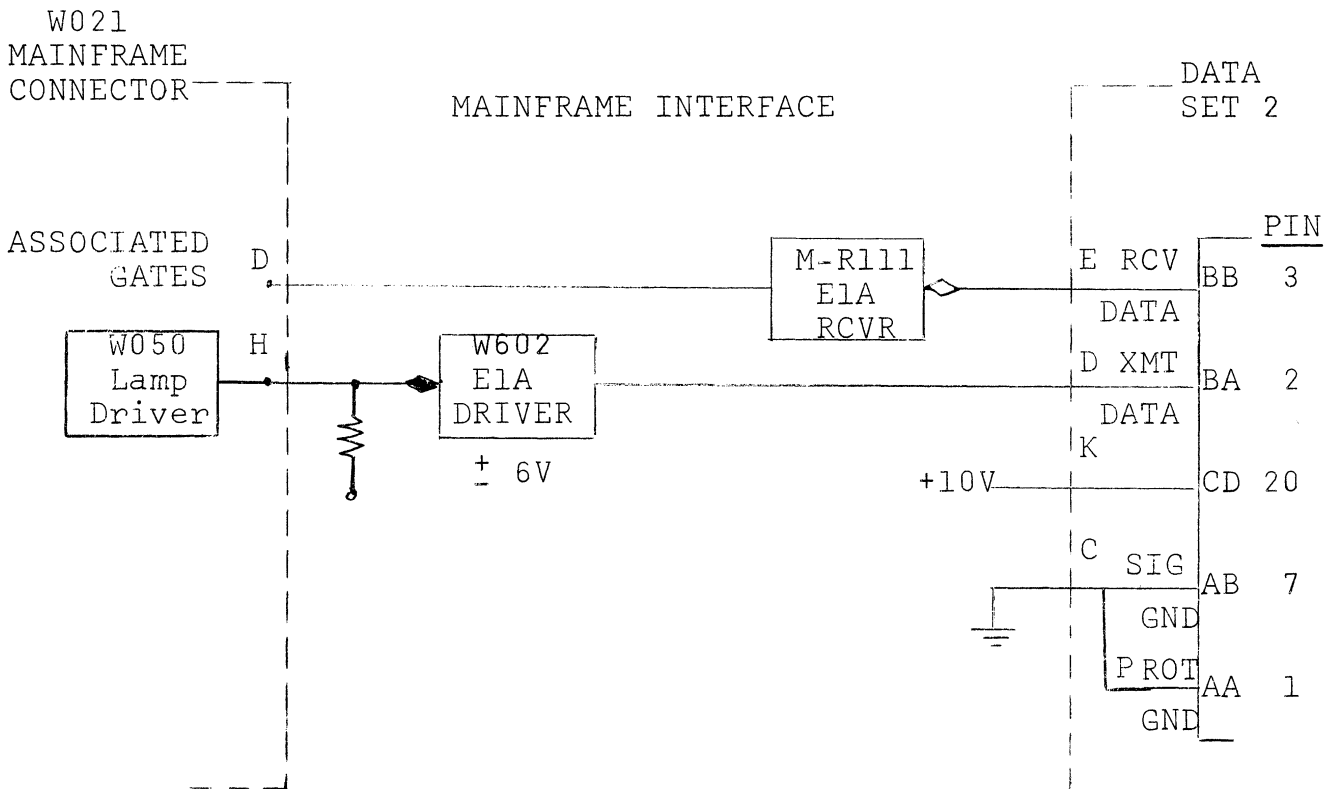 W021
MAINFRAME
CONNECTOR
MAINFRAME INTERFACE
DATA
SET 2
PIN
ASSOCIATED
GATES
D
M-R111
E1A
RCVR
E RCV
DATA
BB 3
W050
Lamp
Driver
H
W602
E1A
DRIVER
± 6V
D XMT
DATA
BA 2
K
+10V
CD 20
C SIG
GND
AB 7
PROT
GND
AA 1